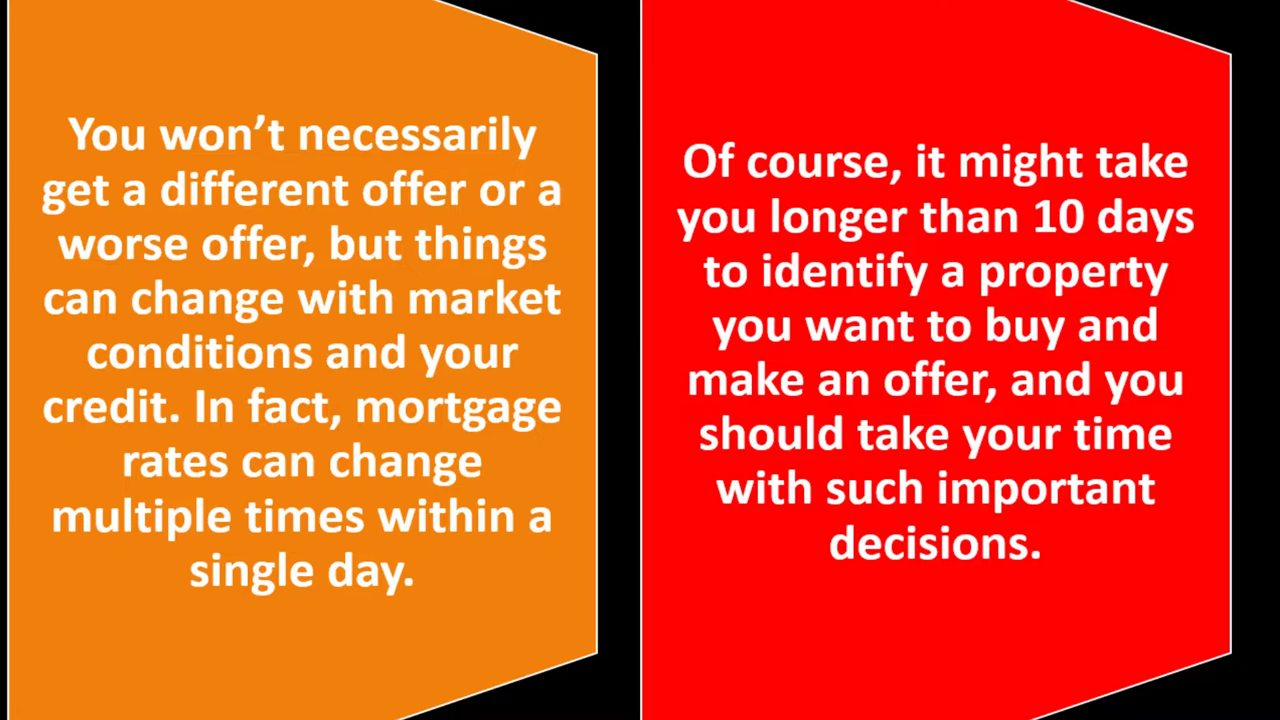 You won’t necessarily
get a different offer or a
worse offer, but things
can change with market
conditions and your
credit. In fact, mortgage
rates can change
multiple times within a
single day.
Of course, it might take
you longer than 10 days
to identify a property
you want to buy and
make an offer, and you
should take your time
with such important
decisions.